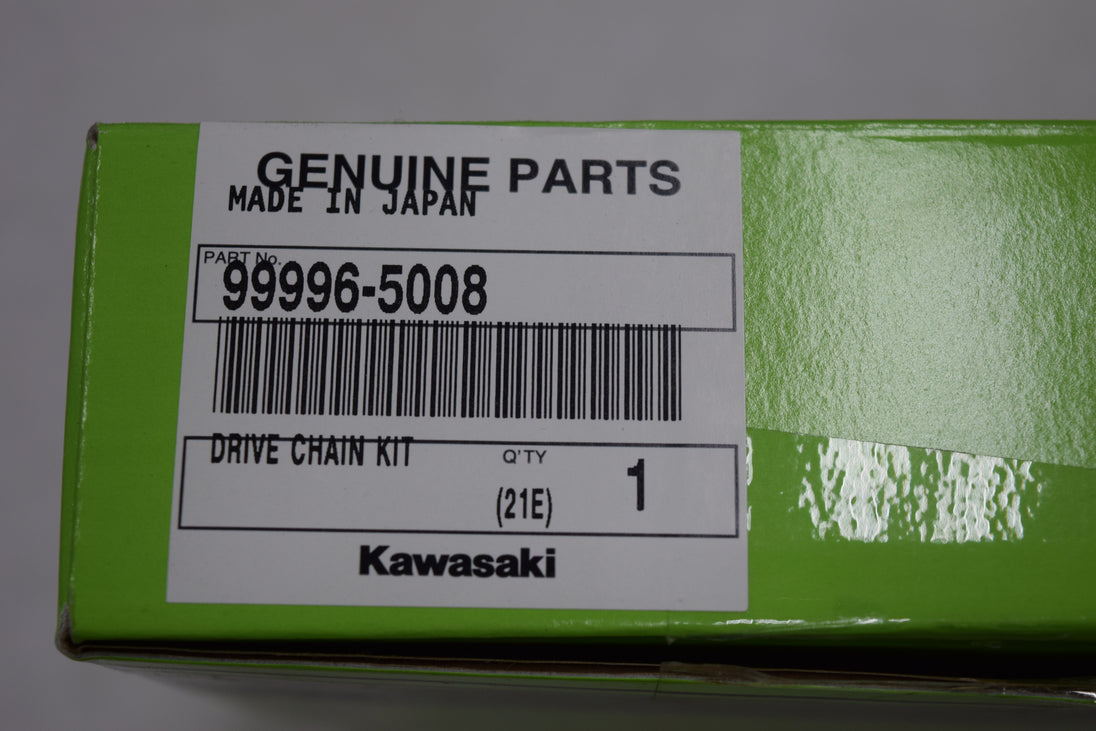 GENUINE PARTS
MADE IN JAPAN
PART No.
99996-5008
DRIVE CHAIN KIT
Q'TY
1
(21E)
Kawasaki